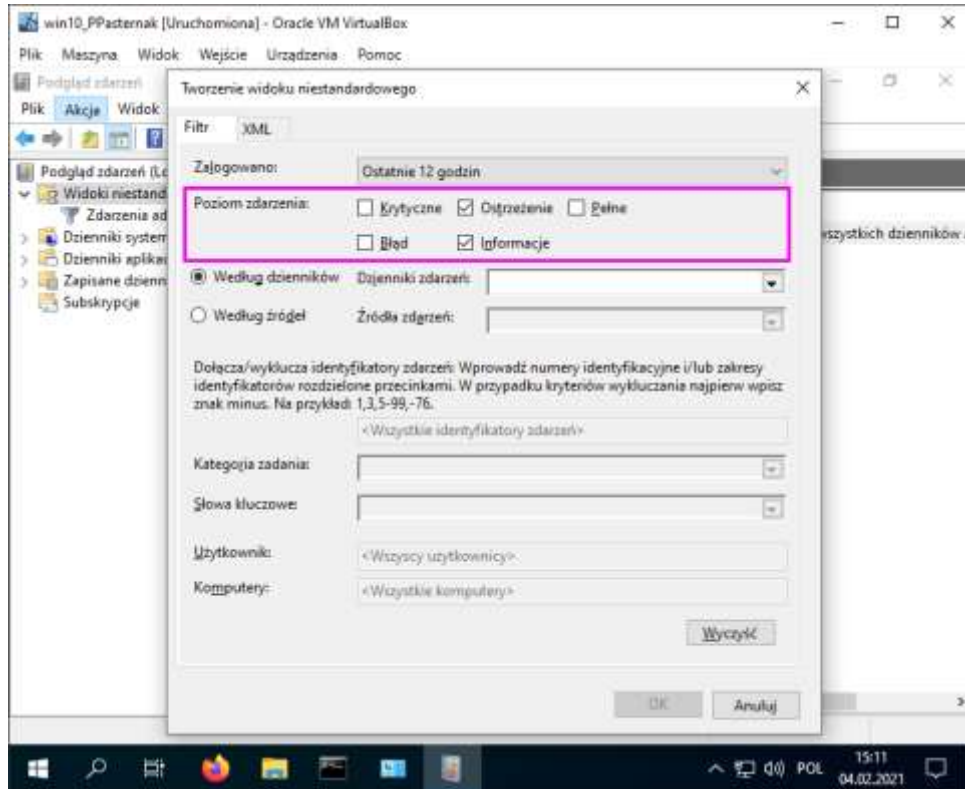 win10_PPasternak [Uruchomiona] - Oracle VM VirtualBox
Plik Maszyna Widok Wejście Urządzenia Pomoc
Podgląd zdarzeń
Plik Akcje Widok
Tworzenie widoku niestandardowego
Filtr XML
Podgląd zdarzeń (Lo
Widoki niestand
Zdarzenia ad
Dzienniki system
Dzienniki aplikac
Zapisane dzienn
Subskrypcje
Zalogowano: Ostatnie 12 godzin
Poziom zdarzenia: Krytyczne Ostrzeżenie Pełne
Błąd Informacje
wszystkich dzienników
Według dzienników Dzienniki zdarzeń:
Według źródeł Źródła zdarzeń:
Dołącza/wyklucza identyfikatory zdarzeń: Wprowadź numery identyfikacyjne i/lub zakresy
identyfikatorów rozdzielone przecinkami. W przypadku kryteriów wykluczania najpierw wpisz
znak minus. Na przykład: 1,3,5-99,-76.
<Wszystkie identyfikatory zdarzeń>
Kategoria zadania:
Słowa kluczowe:
Użytkownik: <Wszyscy użytkownicy>
Komputery: <Wszystkie komputery>
Wyczyść
OK Anuluj
POL 15:11
04.02.2021